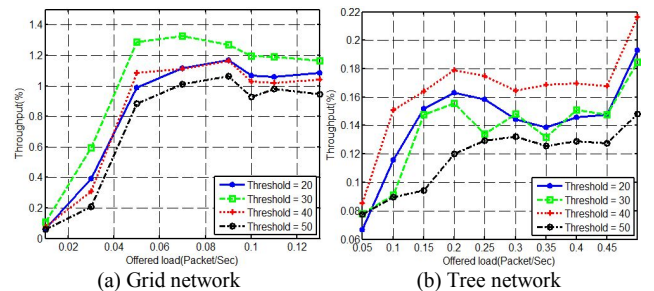 Throughput(%)
1.4
1.2
1
0.8
0.6
0.4
0.2
0
Threshold = 20
Threshold = 30
Threshold = 40
Threshold = 50
0.02 0.04 0.06 0.08 0.1 0.12
Offered load(Packet/Sec)
(a) Grid network
Throughput(%)
0.22
0.2
0.18
0.16
0.14
0.12
0.1
0.08
0.06
Threshold = 20
Threshold = 30
Threshold = 40
Threshold = 50
0.05 0.1 0.15 0.2 0.25 0.3 0.35 0.4 0.45
Offered load(Packet/Sec)
(b) Tree network